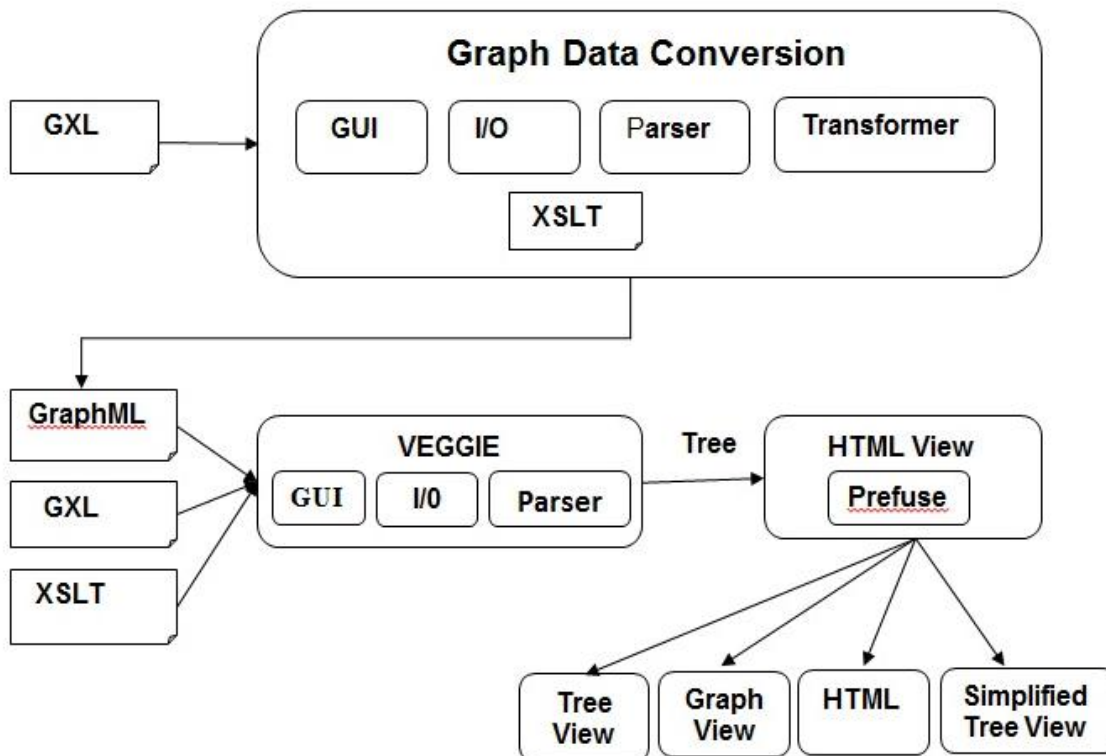 Graph Data Conversion
GXL
GUI
I/O
Parser
Transformer
XSLT
GraphML
GXL
XSLT
VEGGIE
GUI
I/0
Parser
Tree
HTML View
Prefuse
Tree
View
Graph
View
HTML
Simplified
Tree View